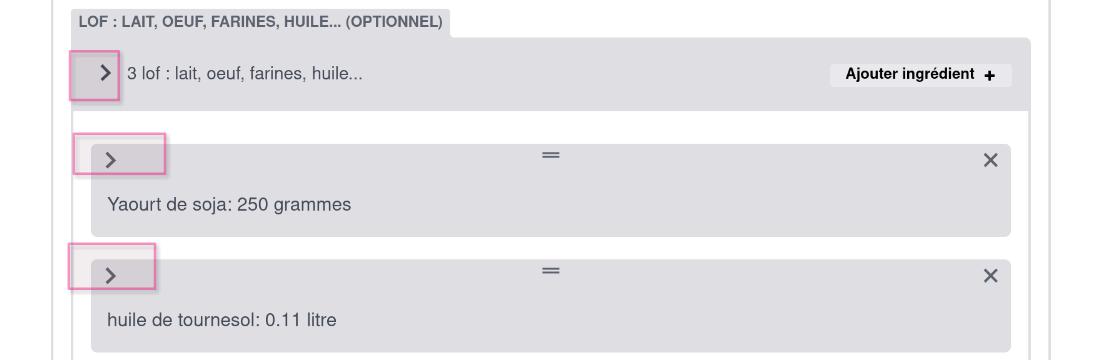 LOF : LAIT, OEUF, FARINES, HUILE... (OPTIONNEL)
3 lof : lait, oeuf, farines, huile...
Ajouter ingrédient +
Yaourt de soja: 250 grammes
huile de tournesol: 0.11 litre